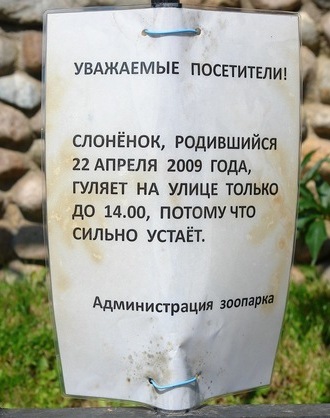 УВАЖАЕМЫЕ ПОСЕТИТЕЛИ!
СЛОНЁНОК, РОДИВШИЙСЯ
22 АПРЕЛЯ 2009 ГОДА,
ГУЛЯЕТ НА УЛИЦЕ ТОЛЬКО
ДО 14.00, ПОТОМУ ЧТО
СИЛЬНО УСТАЁТ.
Администрация зоопарка